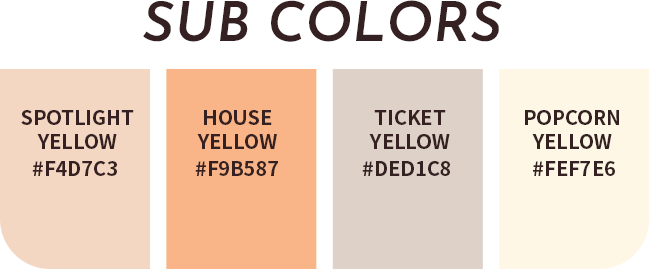 SUB COLORS
SPOTLIGHT
YELLOW
#F4D7C3
HOUSE
YELLOW
#F9B587
TICKET
YELLOW
#DED1C8
POPCORN
YELLOW
#FEF7E6